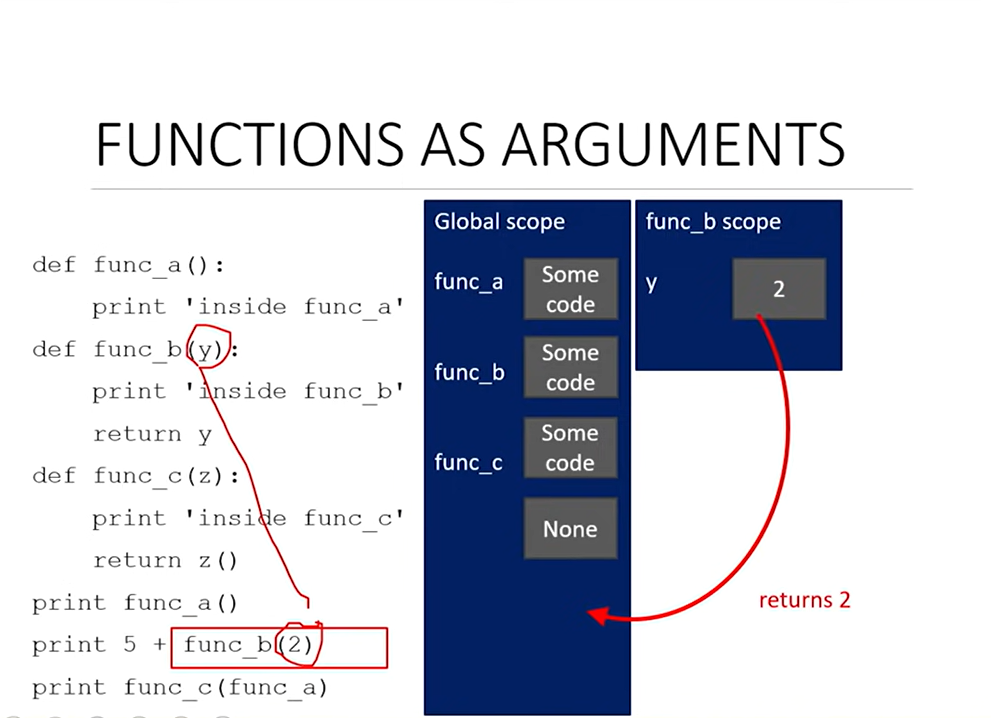 FUNCTIONS AS ARGUMENTS
def func_a():
    print 'inside func_a'
def func_b(y):
    print 'inside func_b'
    return y
def func_c(z):
    print 'inside func_c'
    return z()
print func_a()
print 5 + func_b(2)
print func_c(func_a)
Global scope
func_a
Some
code
func_b
Some
code
func_c
Some
code
None
func_b scope
y
2
returns 2